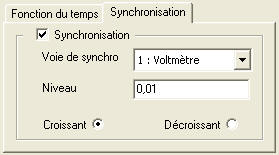 Fonction du temps Synchronisation
Synchronisation
Voie de synchro 1 : Voltmètre
Niveau 0,01
Croissant Décroissant